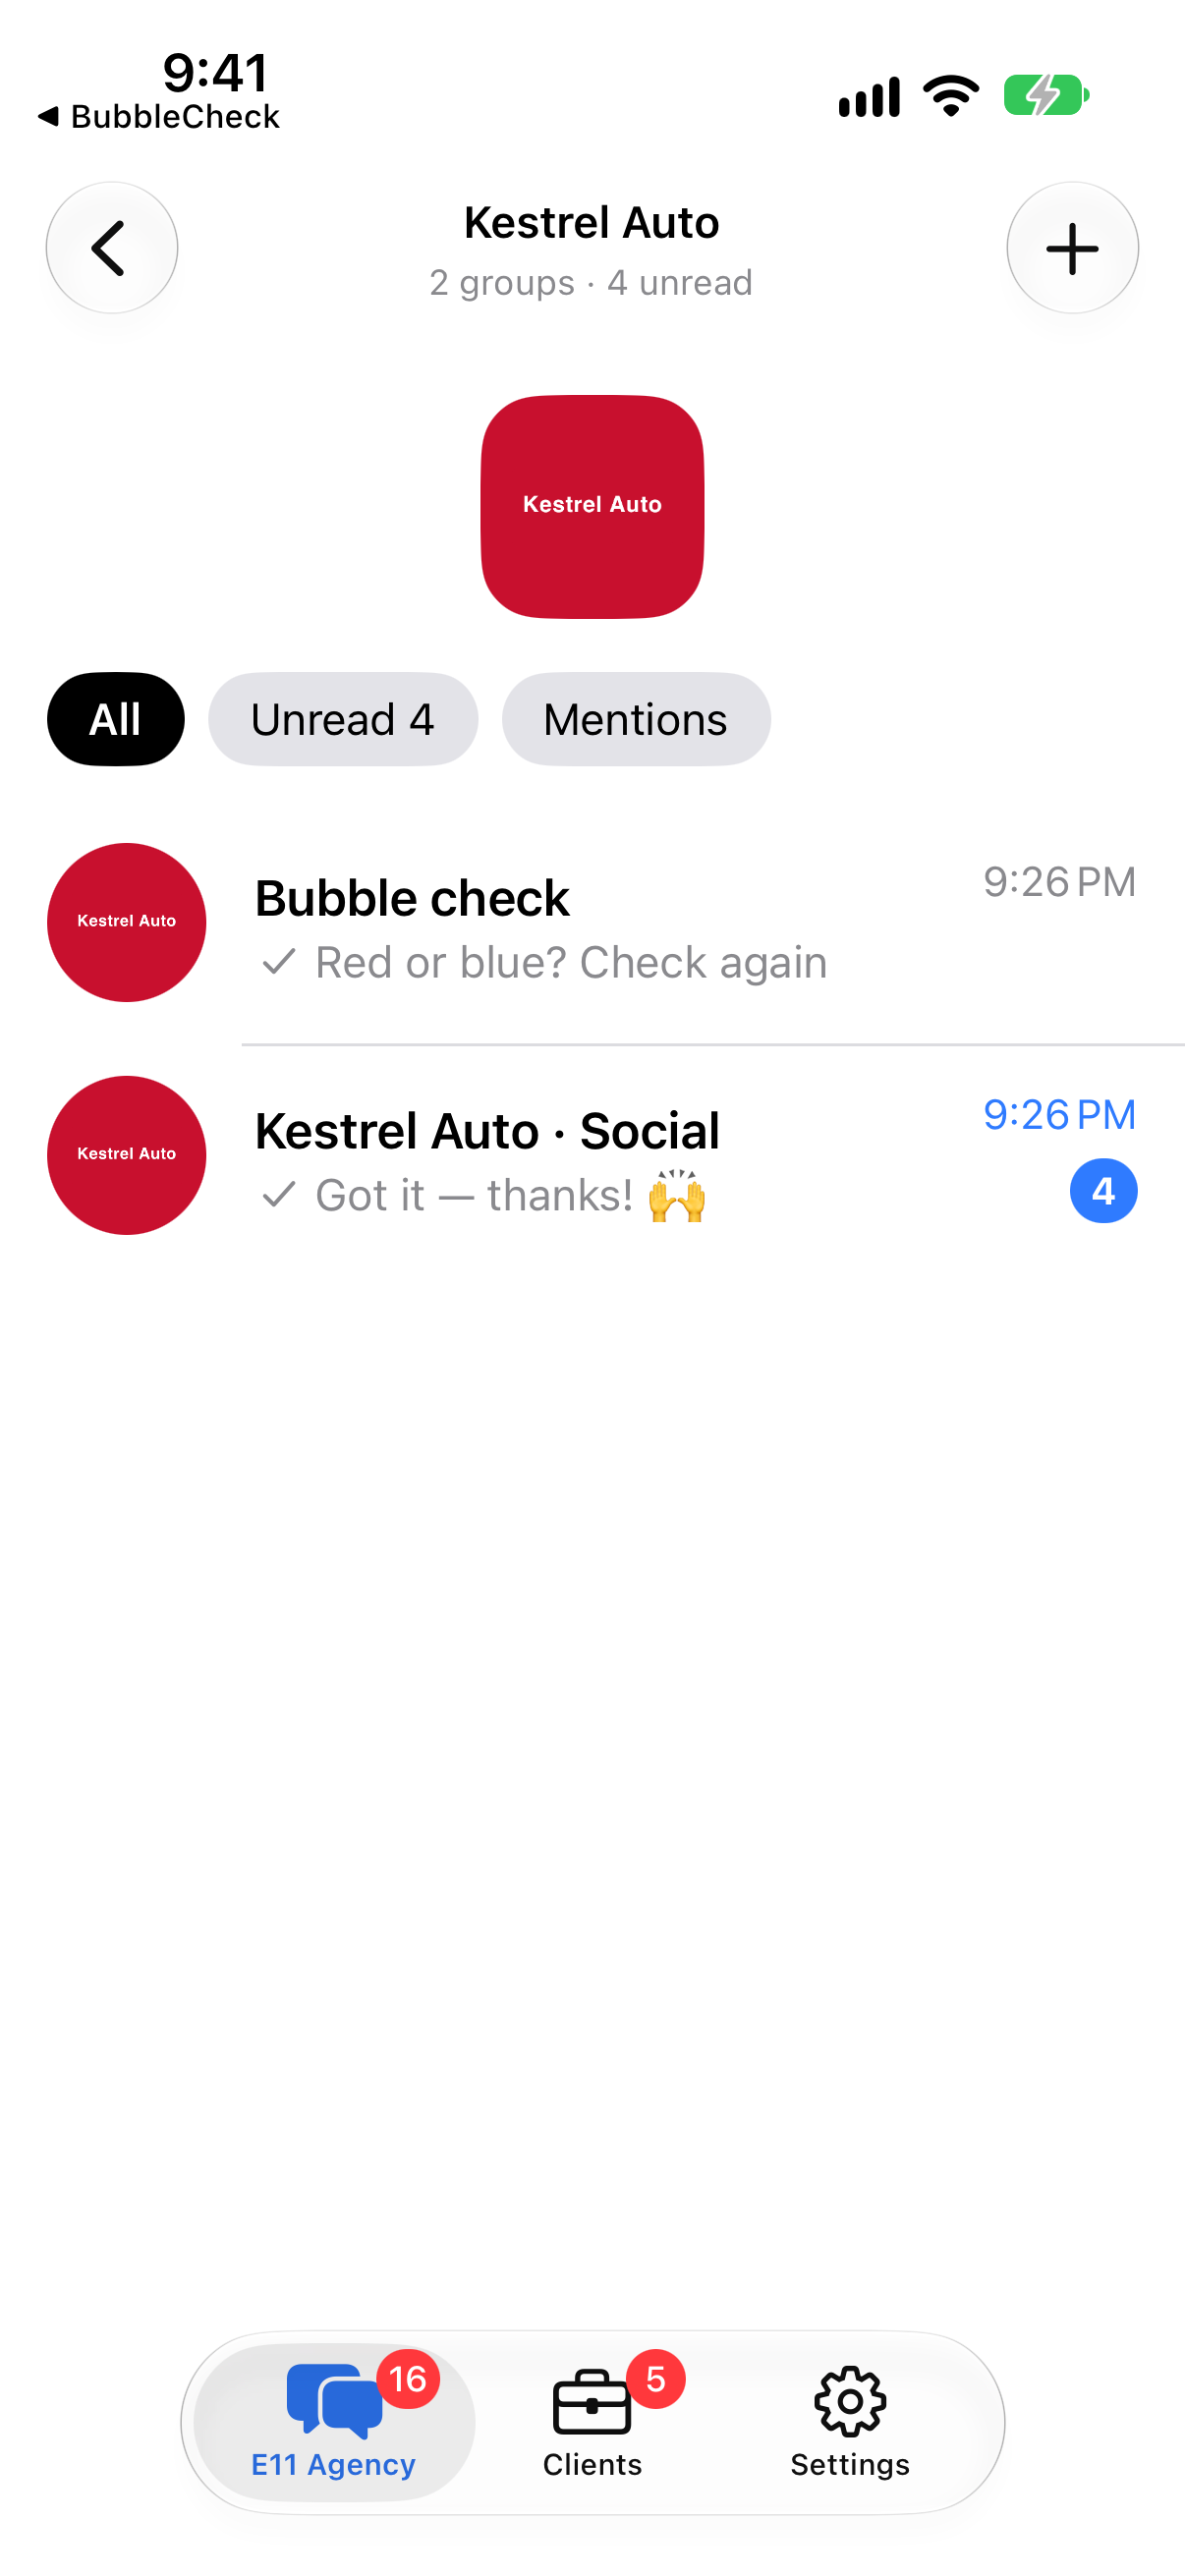 9:41
◀ BubbleCheck
Kestrel Auto
2 groups · 4 unread
Kestrel Auto
All
Unread 4
Mentions
Kestrel Auto
Bubble check
9:26 PM
✓ Red or blue? Check again
Kestrel Auto
Kestrel Auto · Social
9:26 PM
✓ Got it — thanks! 🙌
4
16
5
E11 Agency
Clients
Settings